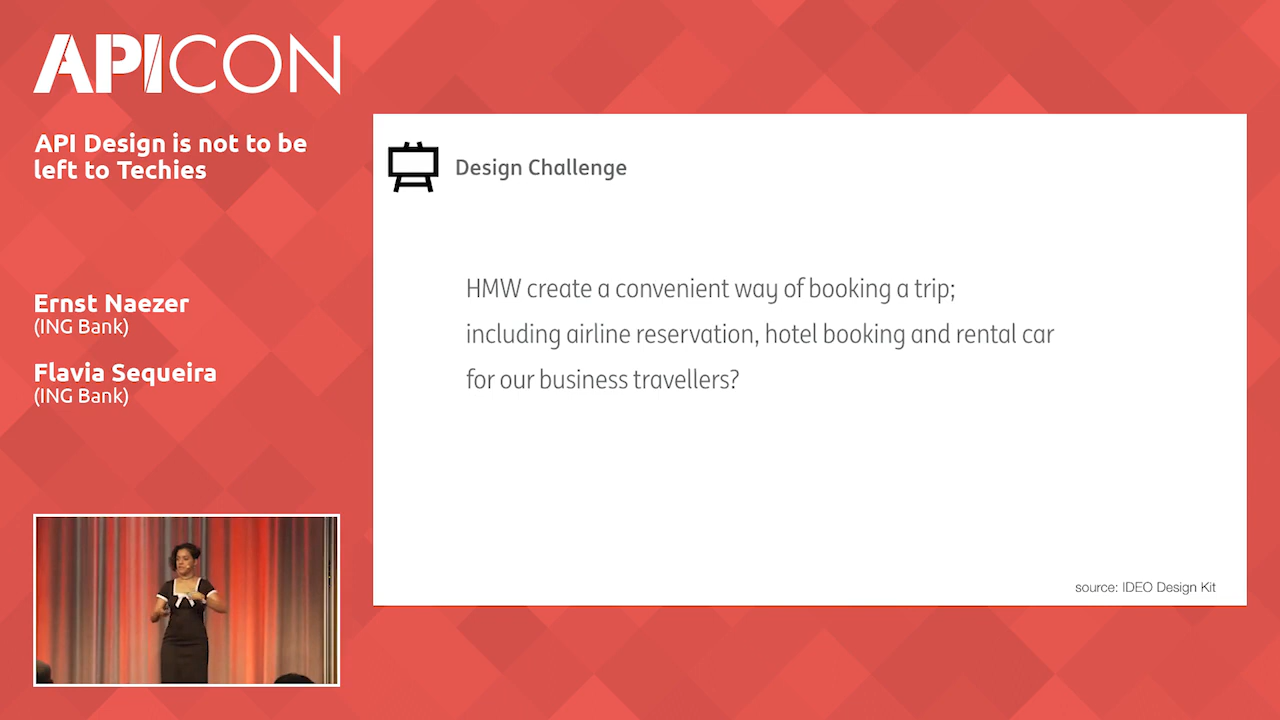 APICON
API Design is not to be
left to Techies
Ernst Naezer
(ING Bank)
Flavia Sequeira
(ING Bank)
Design Challenge
HMW create a convenient way of booking a trip;
including airline reservation, hotel booking and rental car
for our business travellers?
source: IDEO Design Kit